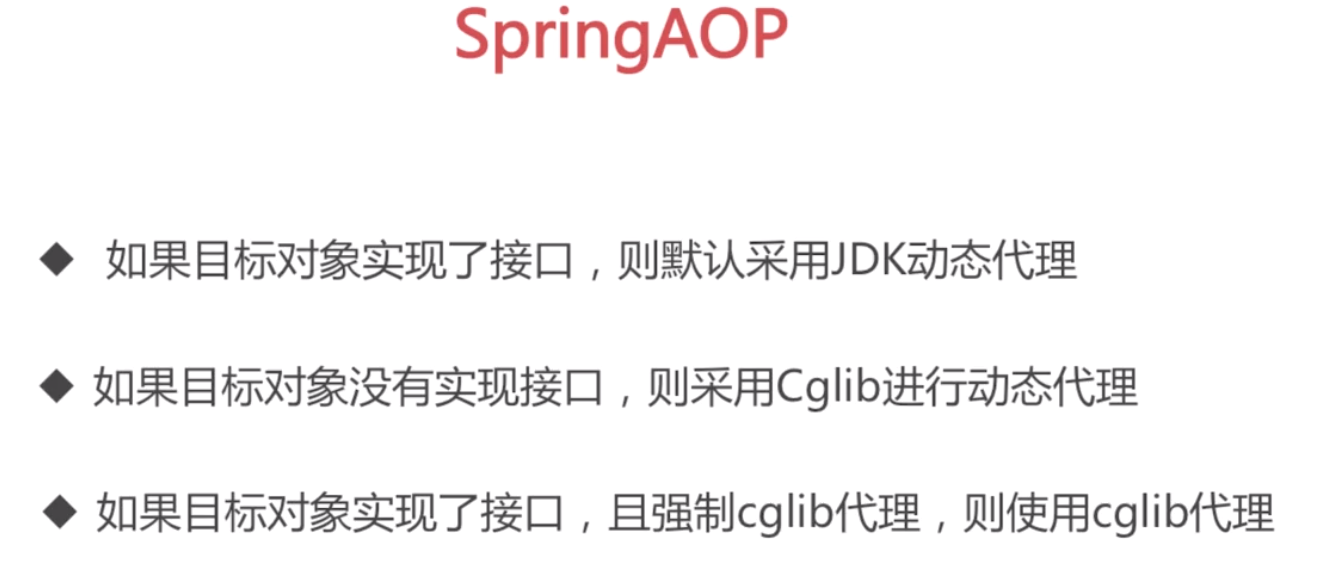 SpringAOP
◆ 如果目标对象实现了接口，则默认采用JDK动态代理
◆ 如果目标对象没有实现接口，则采用Cglib进行动态代理
◆ 如果目标对象实现了接口，且强制cglib代理，则使用cglib代理